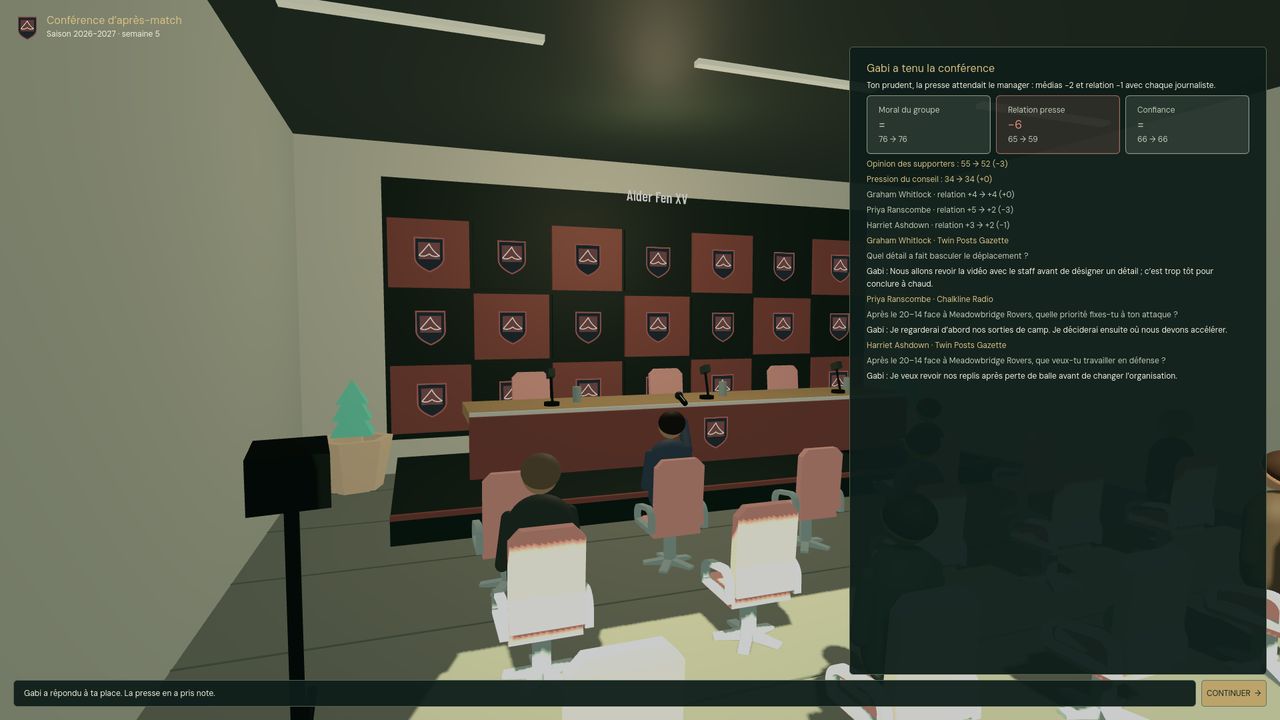 Conférence d'après-match
Saison 2026-2027 · semaine 5
Alder Fen XV
Gabi a tenu la conférence
Ton prudent, la presse attendait le manager : médias -2 et relation -1 avec chaque journaliste.
Moral du groupe
=
76 → 76
Relation presse
-6
65 → 59
Confiance
=
66 → 66
Opinion des supporters : 55 → 52 (-3)
Pression du conseil : 34 → 34 (+0)
Graham Whitlock · relation +4 → +4 (+0)
Priya Ranscombe · relation +5 → +2 (-3)
Harriet Ashdown · relation +3 → +2 (-1)
Graham Whitlock · Twin Posts Gazette
Quel détail a fait basculer le déplacement ?
Gabi : Nous allons revoir la vidéo avec le staff avant de désigner un détail ; c'est trop tôt pour
conclure à chaud.
Priya Ranscombe · Chalkline Radio
Après le 20-14 face à Meadowbridge Rovers, quelle priorité fixes-tu à ton attaque ?
Gabi : Je regarderai d'abord nos sorties de camp. Je déciderai ensuite où nous devons accélérer.
Harriet Ashdown · Twin Posts Gazette
Après le 20-14 face à Meadowbridge Rovers, que veux-tu travailler en défense ?
Gabi : Je veux revoir nos replis après perte de balle avant de changer l'organisation.
Gabi a répondu à ta place. La presse en a pris note.
CONTINUER →